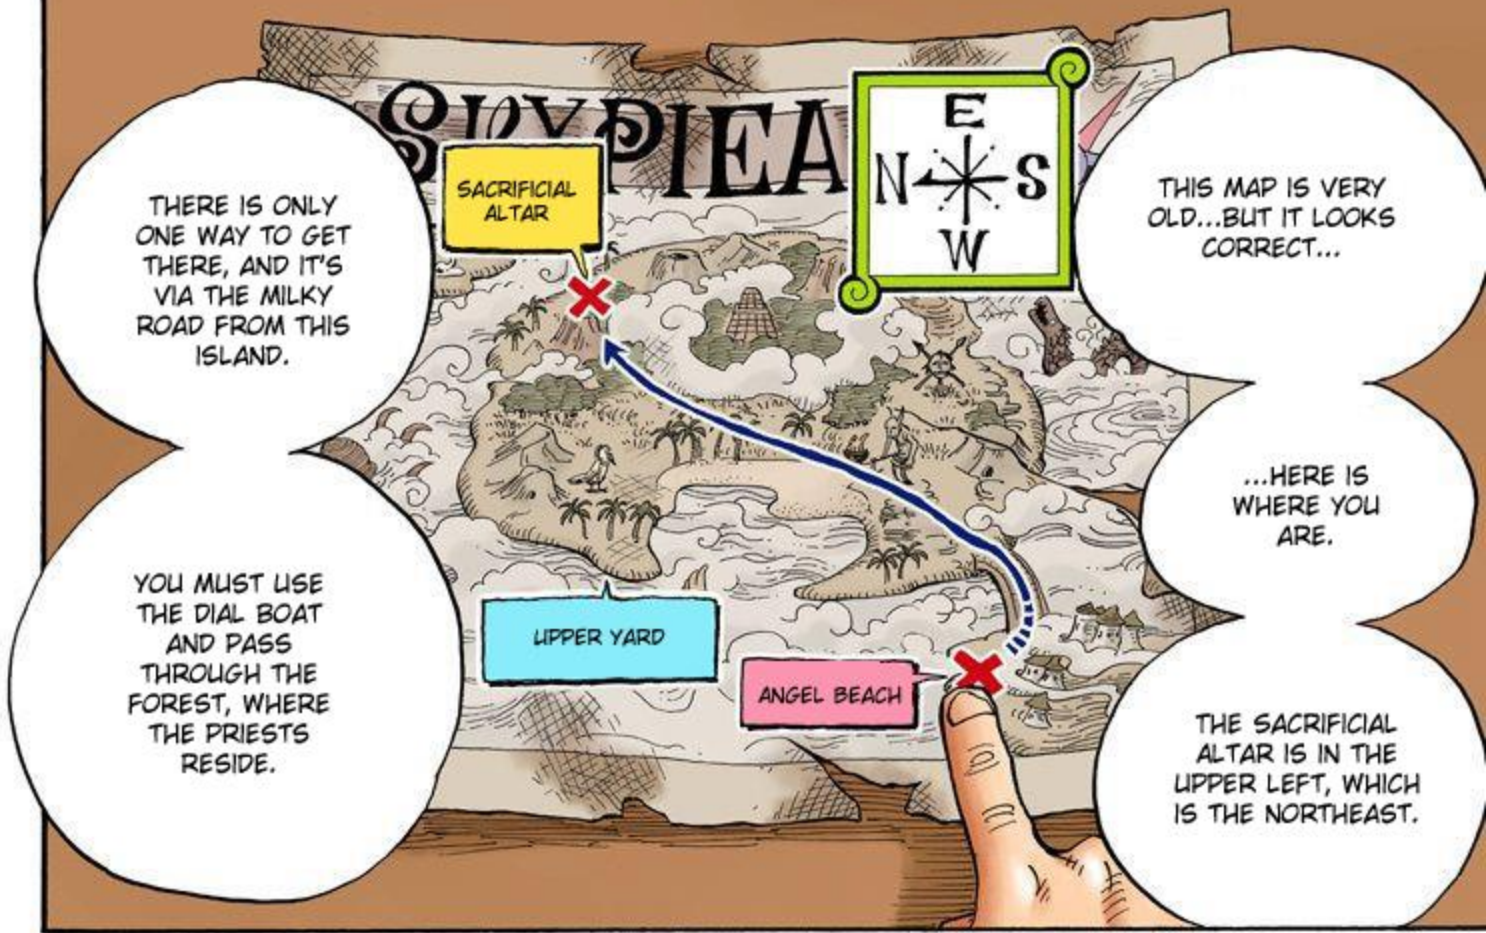 SKYPIEA
THIS MAP IS VERY
OLD...BUT IT LOOKS
CORRECT...
...HERE IS
WHERE YOU
ARE.
THE SACRIFICIAL
ALTAR IS IN THE
UPPER LEFT, WHICH
IS THE NORTHEAST.
E
N S
W
SACRIFICIAL
ALTAR
UPPER YARD
ANGEL BEACH
THERE IS ONLY
ONE WAY TO GET
THERE, AND IT'S
VIA THE MILKY
ROAD FROM THIS
ISLAND.
YOU MUST USE
THE DIAL BOAT
AND PASS
THROUGH THE
FOREST, WHERE
THE PRIESTS
RESIDE.